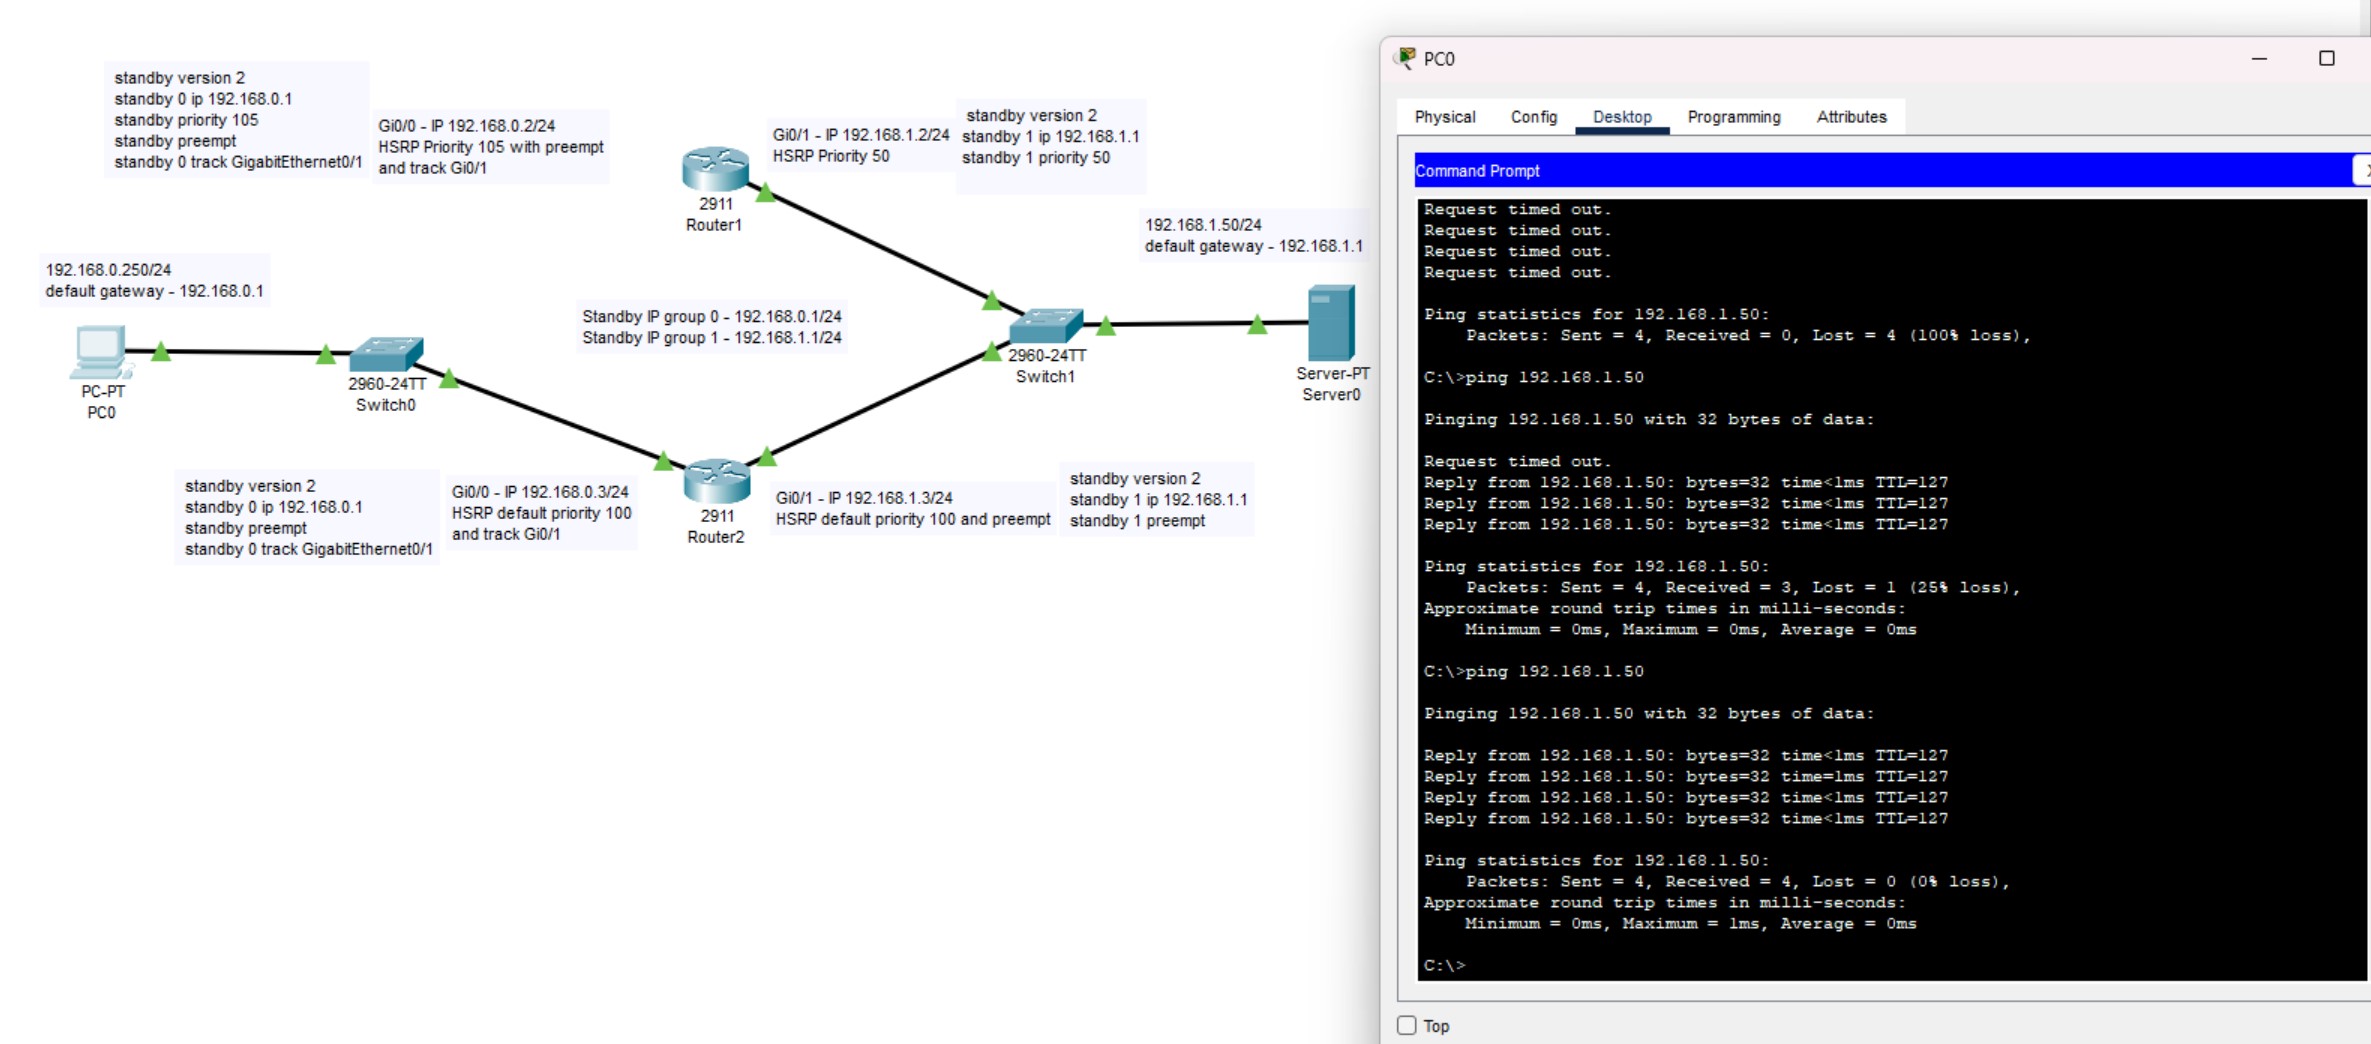 standby version 2
standby 0 ip 192.168.0.1
standby priority 105
standby preempt
standby 0 track GigabitEthernet0/1
Gi0/0 - IP 192.168.0.2/24
HSRP Priority 105 with preempt
and track Gi0/1
2911
Router1
Gi0/1 - IP 192.168.1.2/24
HSRP Priority 50
standby version 2
standby 1 ip 192.168.1.1
standby 1 priority 50
192.168.1.50/24
default gateway - 192.168.1.1
192.168.0.250/24
default gateway - 192.168.0.1
Standby IP group 0 - 192.168.0.1/24
Standby IP group 1 - 192.168.1.1/24
PC-PT
PC0
2960-24TT
Switch0
2960-24TT
Switch1
Server-PT
Server0
standby version 2
standby 0 ip 192.168.0.1
standby preempt
standby 0 track GigabitEthernet0/1
Gi0/0 - IP 192.168.0.3/24
HSRP default priority 100
and track Gi0/1
2911
Router2
Gi0/1 - IP 192.168.1.3/24
HSRP default priority 100 and preempt
standby version 2
standby 1 ip 192.168.1.1
standby 1 preempt
PC0
Physical Config Desktop Programming Attributes
Command Prompt
Request timed out.
Request timed out.
Request timed out.
Request timed out.
Ping statistics for 192.168.1.50:
Packets: Sent = 4, Received = 0, Lost = 4 (100% loss),
C:\>ping 192.168.1.50
Pinging 192.168.1.50 with 32 bytes of data:
Request timed out.
Reply from 192.168.1.50: bytes=32 time<1ms TTL=127
Reply from 192.168.1.50: bytes=32 time<1ms TTL=127
Reply from 192.168.1.50: bytes=32 time<1ms TTL=127
Ping statistics for 192.168.1.50:
Packets: Sent = 4, Received = 3, Lost = 1 (25% loss),
Approximate round trip times in milli-seconds:
Minimum = 0ms, Maximum = 0ms, Average = 0ms
C:\>ping 192.168.1.50
Pinging 192.168.1.50 with 32 bytes of data:
Reply from 192.168.1.50: bytes=32 time<1ms TTL=127
Reply from 192.168.1.50: bytes=32 time=1ms TTL=127
Reply from 192.168.1.50: bytes=32 time<1ms TTL=127
Reply from 192.168.1.50: bytes=32 time<1ms TTL=127
Ping statistics for 192.168.1.50:
Packets: Sent = 4, Received = 4, Lost = 0 (0% loss),
Approximate round trip times in milli-seconds:
Minimum = 0ms, Maximum = 1ms, Average = 0ms
C:\>
Top